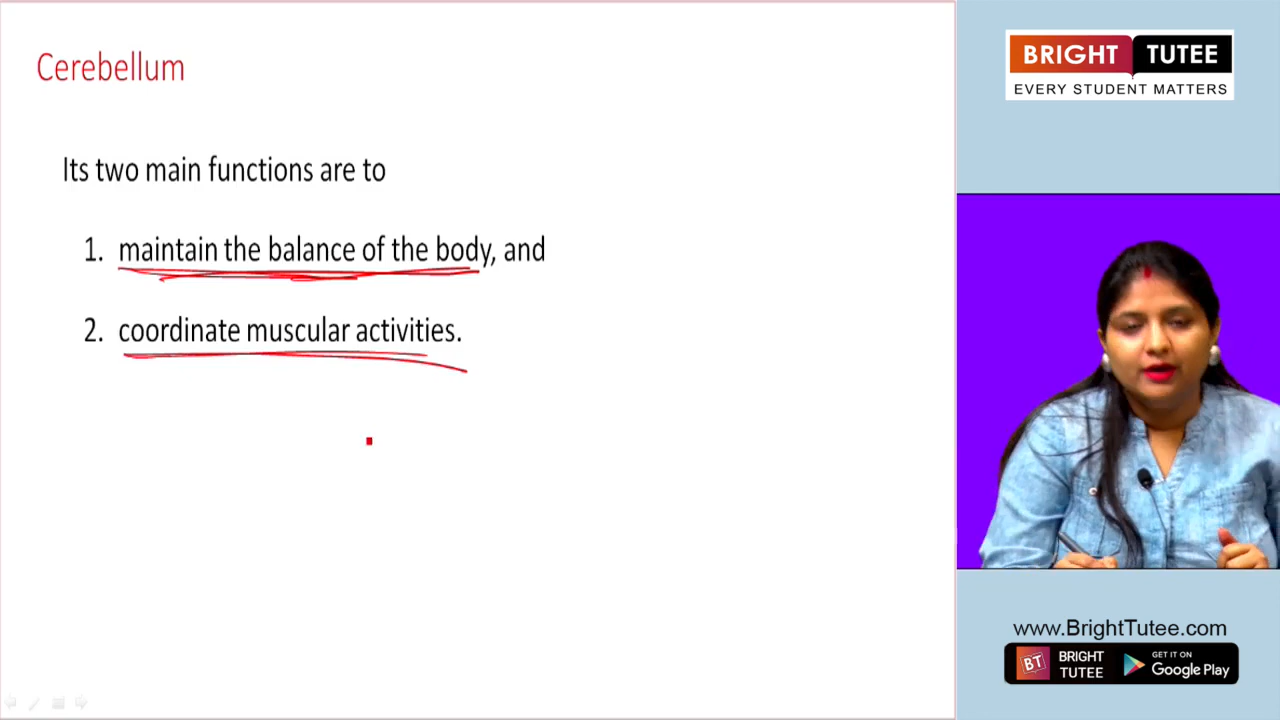 Cerebellum
Its two main functions are to
1. maintain the balance of the body, and
2. coordinate muscular activities.
BRIGHT TUTEE
EVERY STUDENT MATTERS
www.BrightTutee.com
BT BRIGHT TUTEE
GET IT ON
Google Play